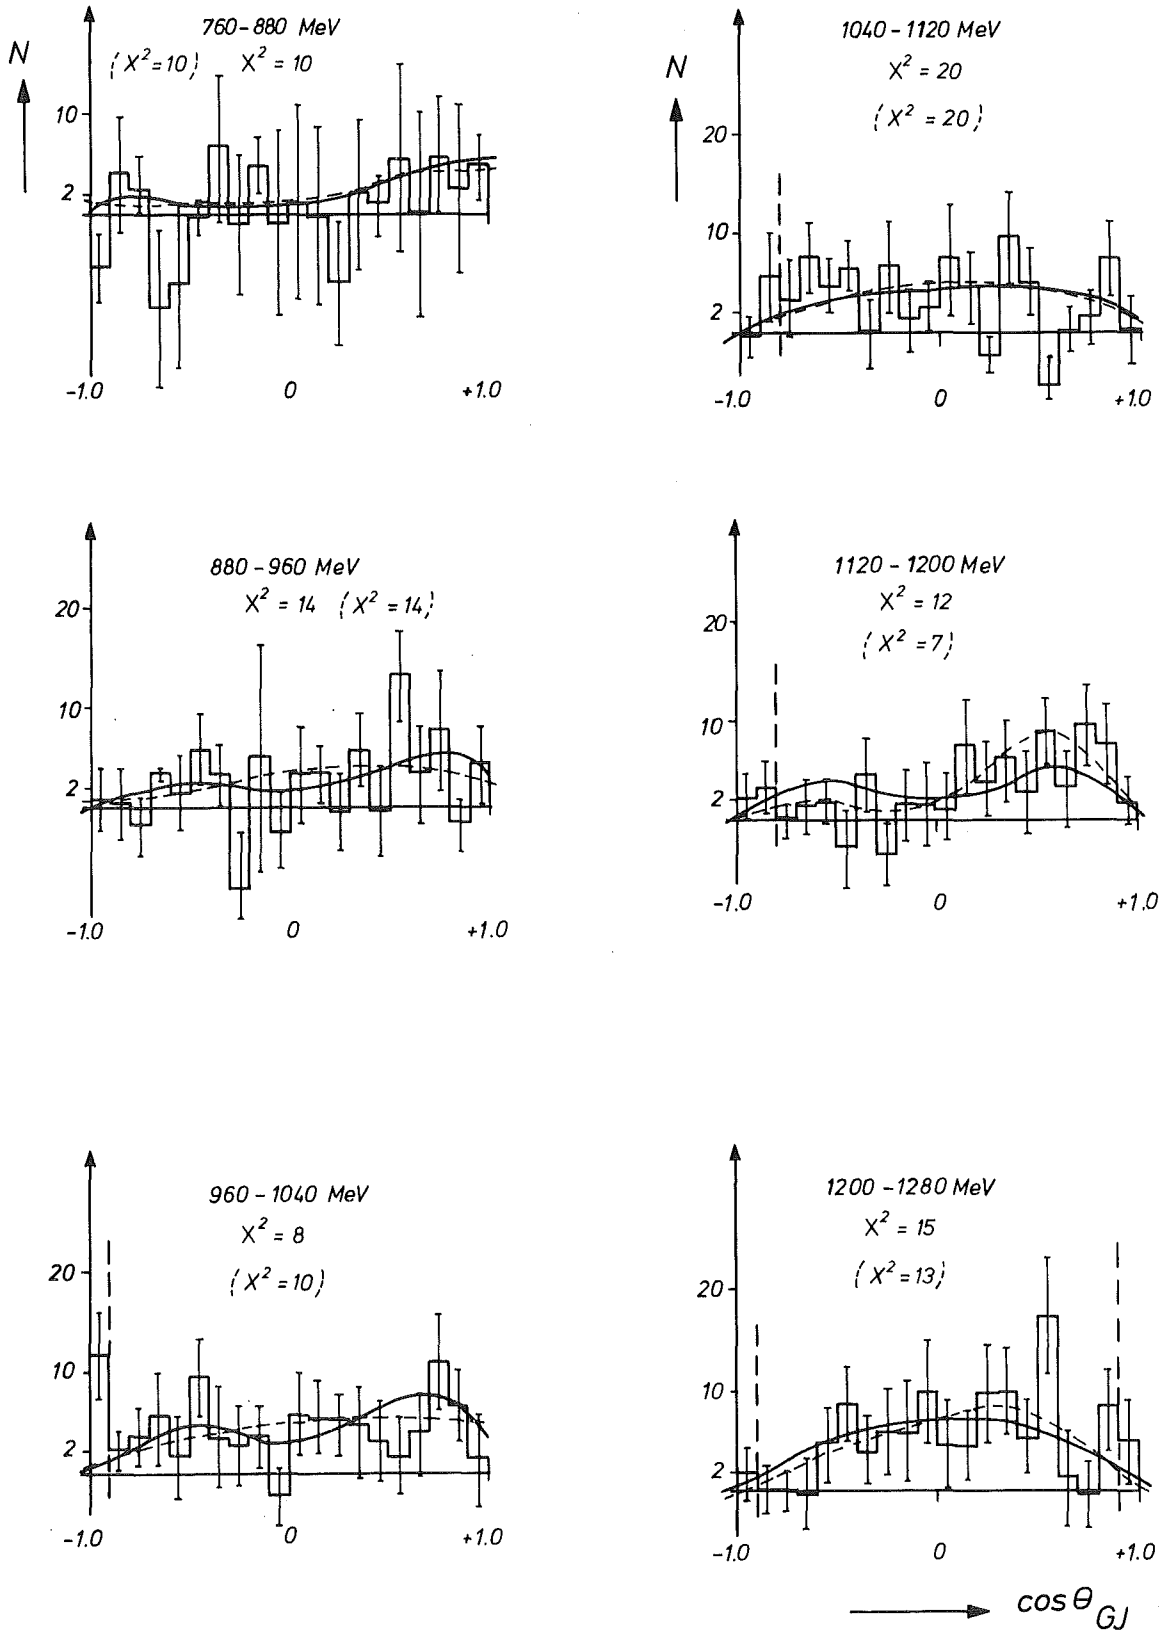 760-880 MeV
N
(X²=10) X² = 10
10
2
-1.0 0 +1.0
1040-1120 MeV
N
X² = 20
(X² = 20)
20
10
2
-1.0 0 +1.0
880-960 MeV
X² = 14 (X² = 14)
20
10
2
-1.0 0 +1.0
1120-1200 MeV
X² = 12
(X² = 7)
20
10
2
-1.0 0 +1.0
960-1040 MeV
X² = 8
(X² = 10)
20
10
2
-1.0 0 +1.0
1200-1280 MeV
X² = 15
(X² = 13)
20
10
2
-1.0 0 +1.0
cos θ GJ